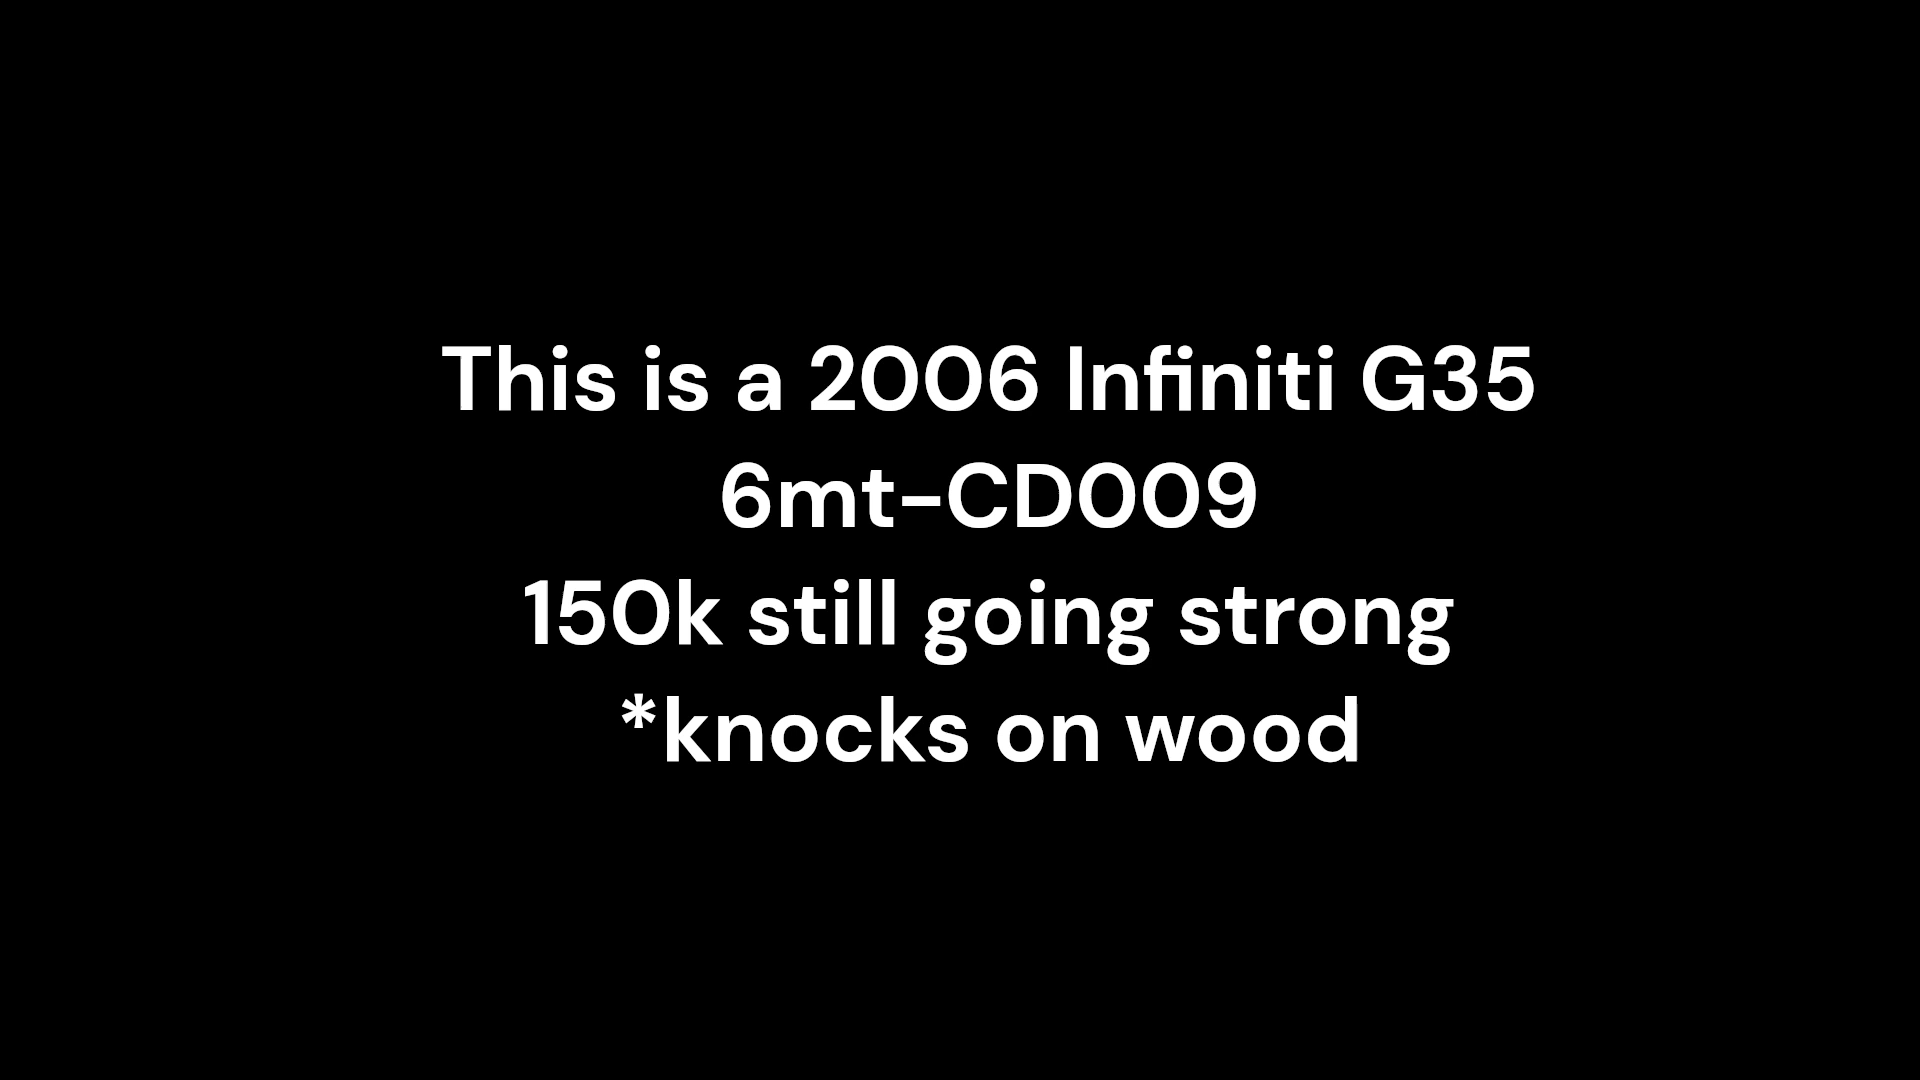 This is a 2006 Infiniti G35
6mt-CD009
150k still going strong
*knocks on wood